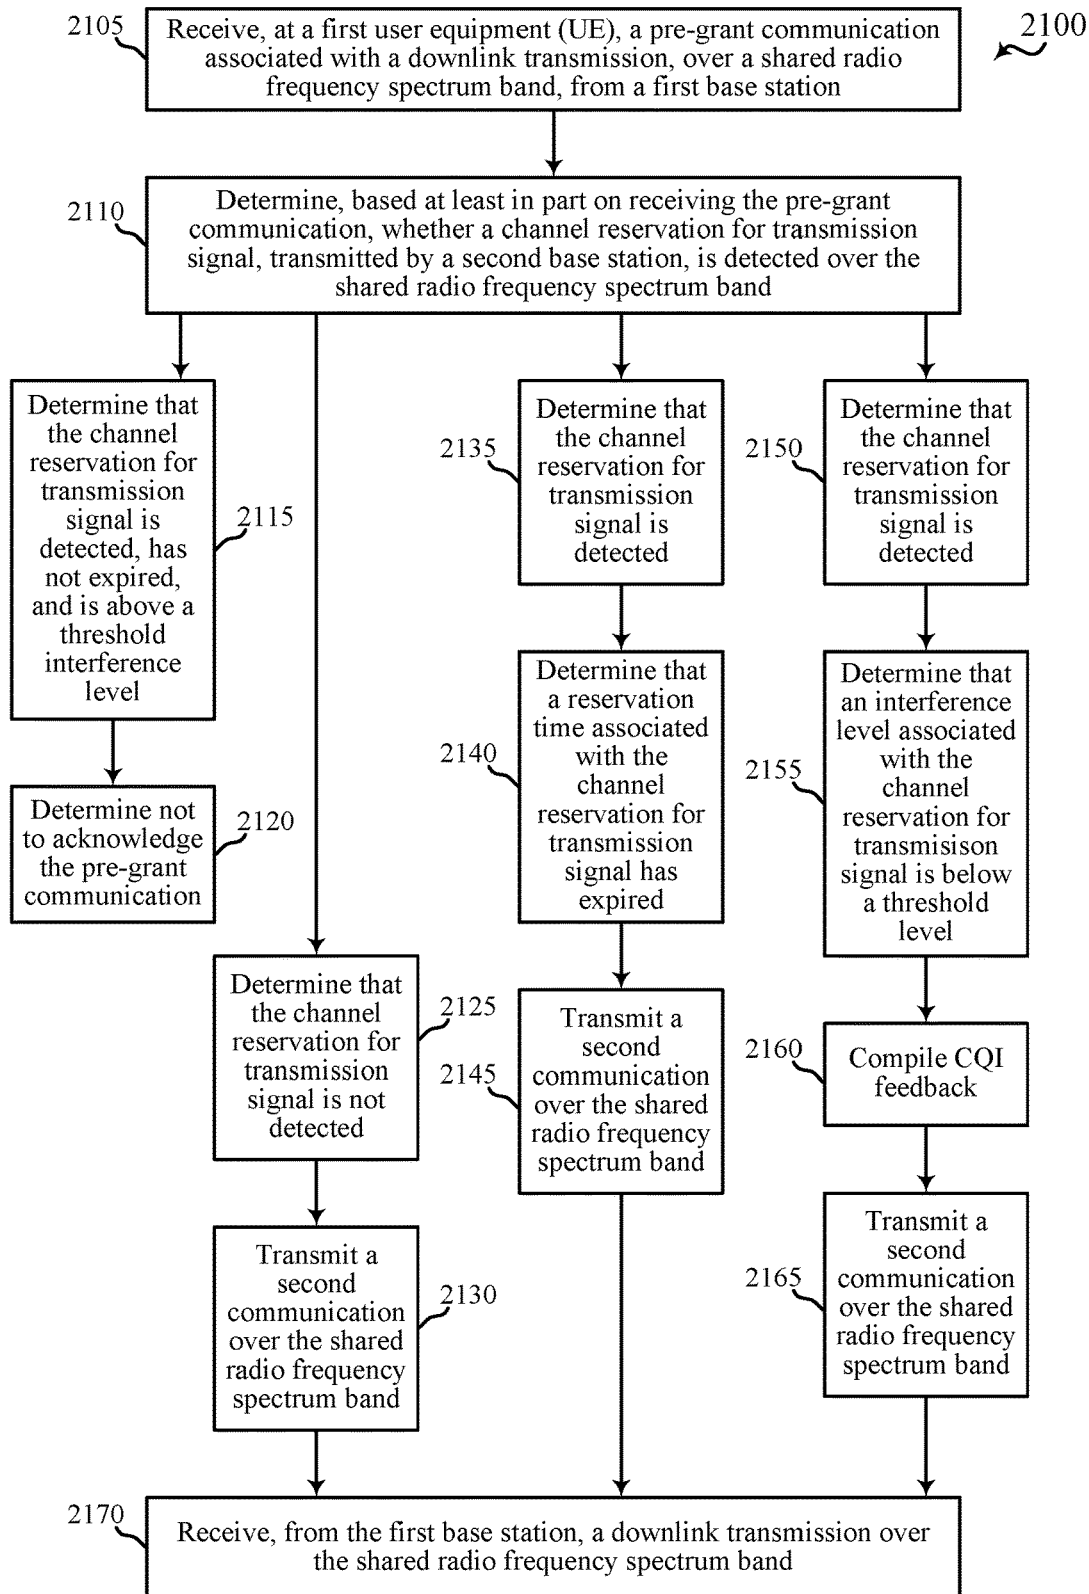 2100
2105
Receive, at a first user equipment (UE), a pre-grant communication
associated with a downlink transmission, over a shared radio
frequency spectrum band, from a first base station
2110
Determine, based at least in part on receiving the pre-grant
communication, whether a channel reservation for transmission
signal, transmitted by a second base station, is detected over the
shared radio frequency spectrum band
Determine that
the channel
reservation for
transmission
signal is
detected, has
not expired,
and is above a
threshold
interference
level
2115
Determine not
to acknowledge
the pre-grant
communication
2120
Determine that
the channel
reservation for
transmission
signal is not
detected
2125
Transmit a
second
communication
over the shared
radio frequency
spectrum band
2130
2135
Determine that
the channel
reservation for
transmission
signal is
detected
2140
Determine that
a reservation
time associated
with the
channel
reservation for
transmission
signal has
expired
2145
Transmit a
second
communication
over the shared
radio frequency
spectrum band
2150
Determine that
the channel
reservation for
transmission
signal is
detected
2155
Determine that
an interference
level associated
with the
channel
reservation for
transmisison
signal is below
a threshold
level
2160
Compile CQI
feedback
2165
Transmit a
second
communication
over the shared
radio frequency
spectrum band
2170
Receive, from the first base station, a downlink transmission over
the shared radio frequency spectrum band